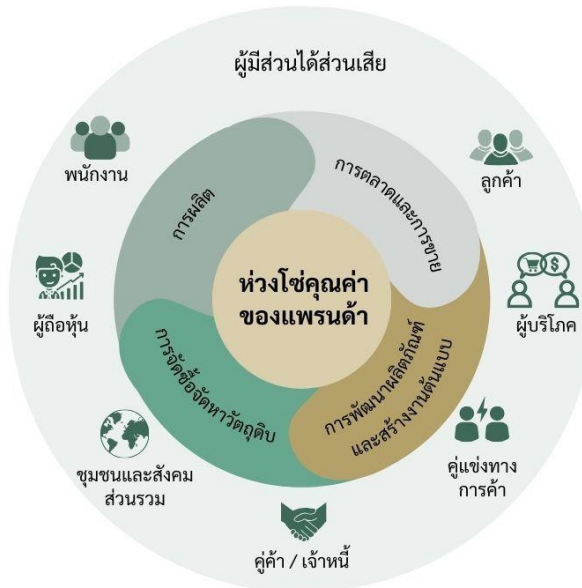 ผู้มีส่วนได้ส่วนเสีย
พนักงาน
ลูกค้า
การผลิต
การตลาดและการขาย
ห่วงโซ่คุณค่า
ของแพรนด้า
ผู้ถือหุ้น
ผู้บริโภค
การจัดซื้อจัดหาวัตถุดิบ
การพัฒนาผลิตภัณฑ์
และสร้างงานต้นแบบ
ชุมชนและสังคม
ส่วนรวม
คู่แข่งทาง
การค้า
คู่ค้า / เจ้าหนี้